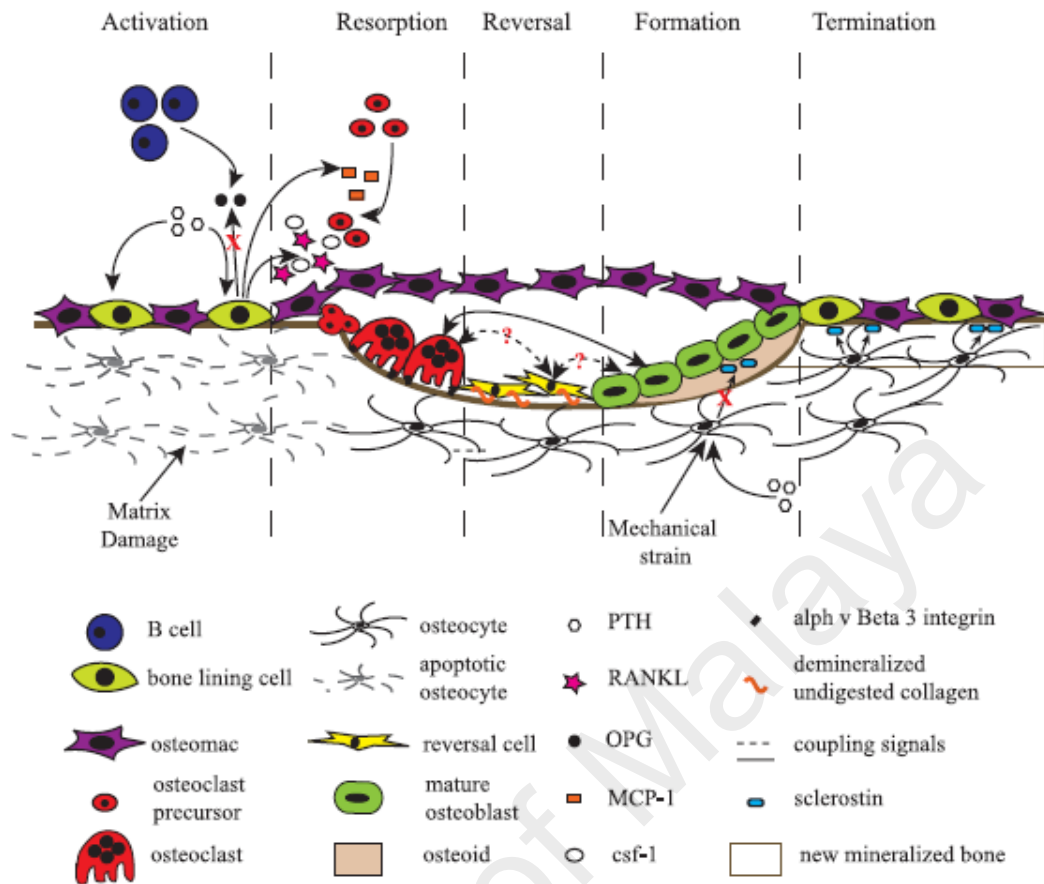 Activation Resorption Reversal Formation Termination
X
? ?
X
Matrix
Damage
Mechanical
strain
B cell
osteocyte
PTH
alph v Beta 3 integrin
bone lining cell
apoptotic
osteocyte
RANKL
demineralized
undigested collagen
osteomac
reversal cell
OPG
coupling signals
osteoclast
precursor
mature
osteoblast
MCP-1
sclerostin
osteoclast
osteoid
csf-1
new mineralized bone
of Malaya